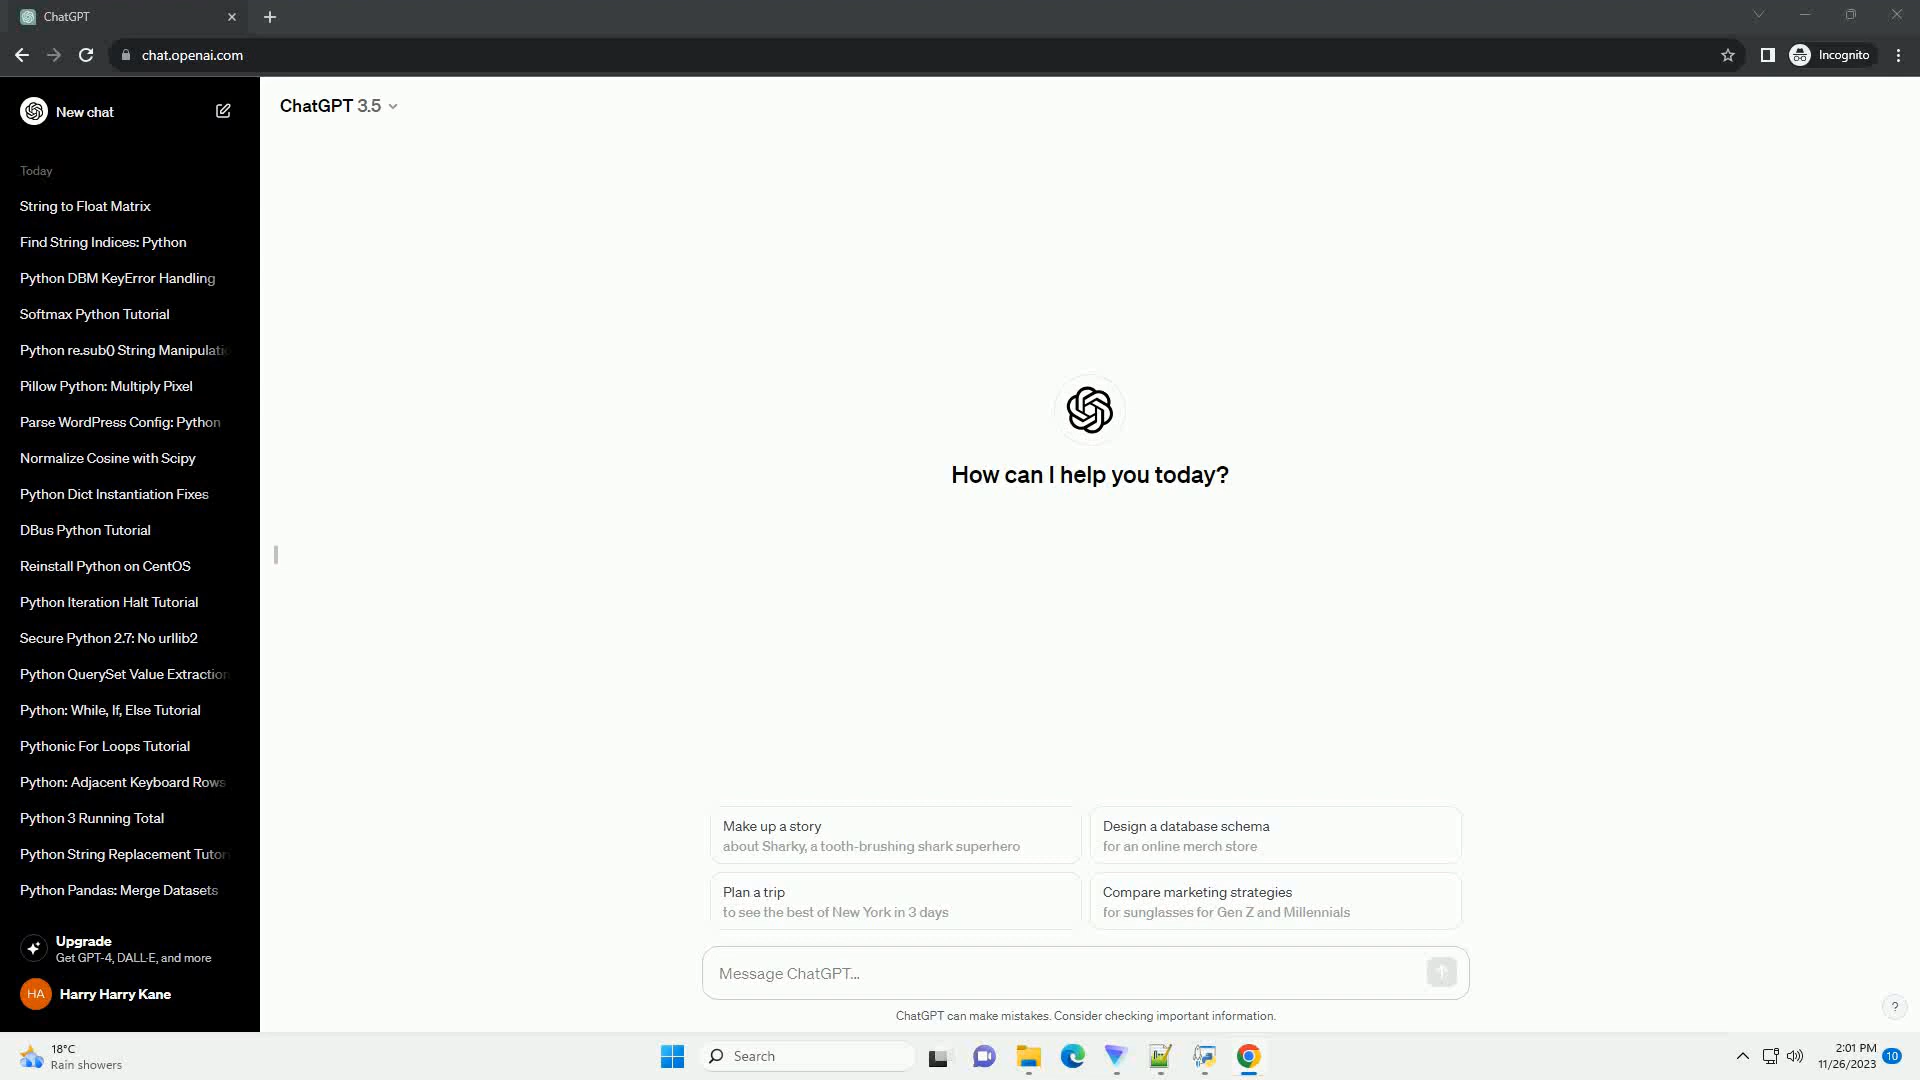 ChatGPT
chat.openai.com
Incognito
New chat
ChatGPT 3.5
Today
String to Float Matrix
Find String Indices: Python
Python DBM KeyError Handling
Softmax Python Tutorial
Python re.sub() String Manipulatio
Pillow Python: Multiply Pixel
Parse WordPress Config: Python
Normalize Cosine with Scipy
Python Dict Instantiation Fixes
DBus Python Tutorial
Reinstall Python on CentOS
Python Iteration Halt Tutorial
Secure Python 2.7: No urllib2
Python QuerySet Value Extraction
Python: While, If, Else Tutorial
Pythonic For Loops Tutorial
Python: Adjacent Keyboard Rows
Python 3 Running Total
Python String Replacement Tutori
Python Pandas: Merge Datasets
Upgrade
Get GPT-4, DALL·E, and more
HA
Harry Harry Kane
How can I help you today?
Make up a story
about Sharky, a tooth-brushing shark superhero
Design a database schema
for an online merch store
Plan a trip
to see the best of New York in 3 days
Compare marketing strategies
for sunglasses for Gen Z and Millennials
Message ChatGPT...
ChatGPT can make mistakes. Consider checking important information.
?
18°C
Rain showers
Search
2:01 PM
11/26/2023
10